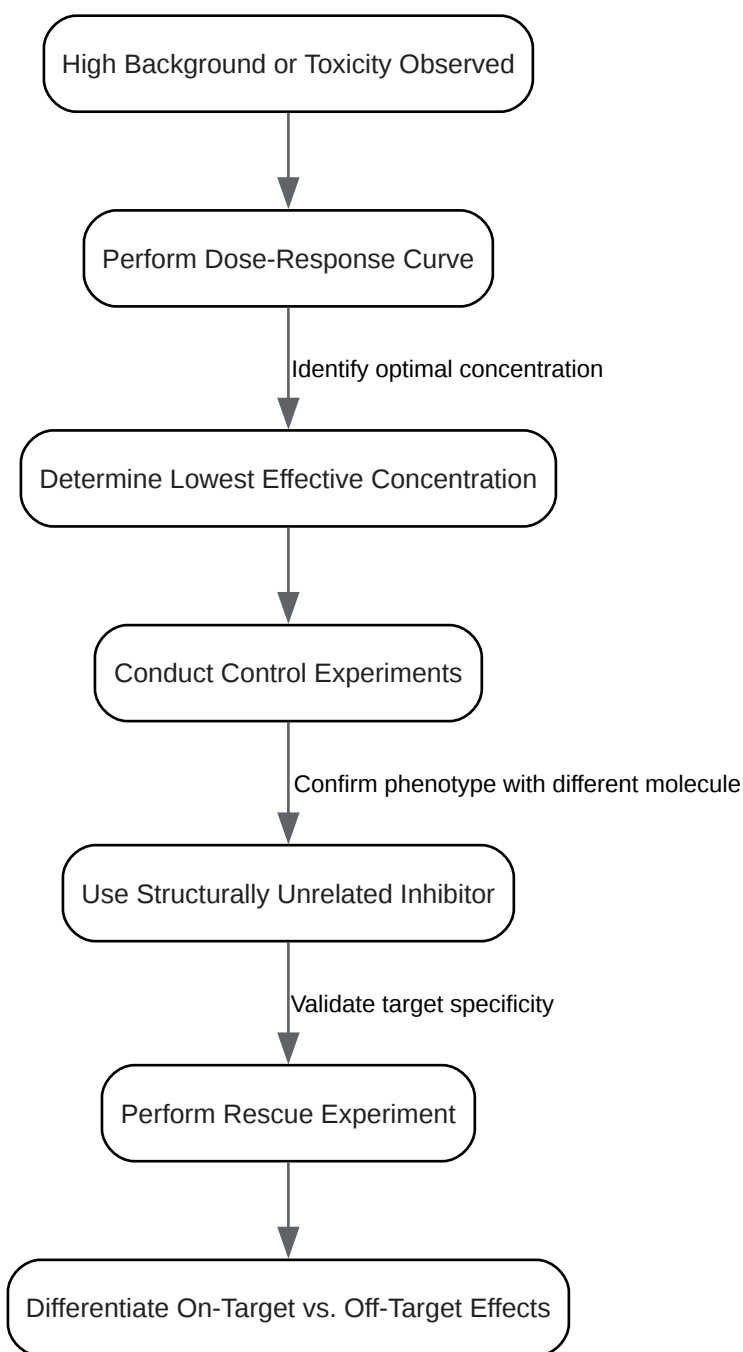 High Background or Toxicity Observed
Perform Dose-Response Curve
Identify optimal concentration
Determine Lowest Effective Concentration
Conduct Control Experiments
Confirm phenotype with different molecule
Use Structurally Unrelated Inhibitor
Validate target specificity
Perform Rescue Experiment
Differentiate On-Target vs. Off-Target Effects